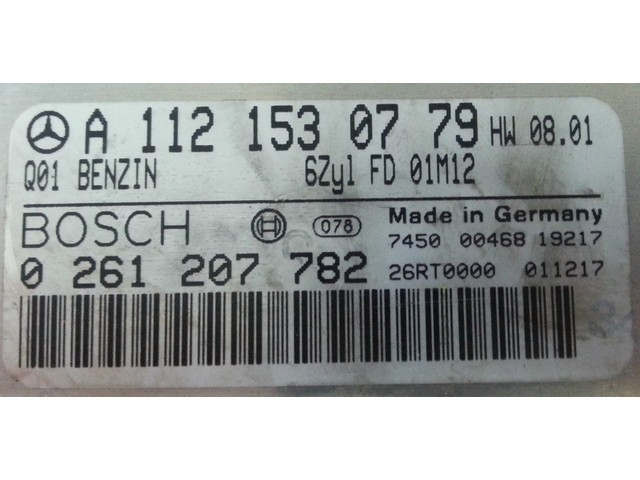 A 112 153 07 79 HW 08.01
Q01 BENZIN 6Zyl FD 01M12
BOSCH 078 Made in Germany
7450 00468 19217
0 261 207 782 26RT0000 011217